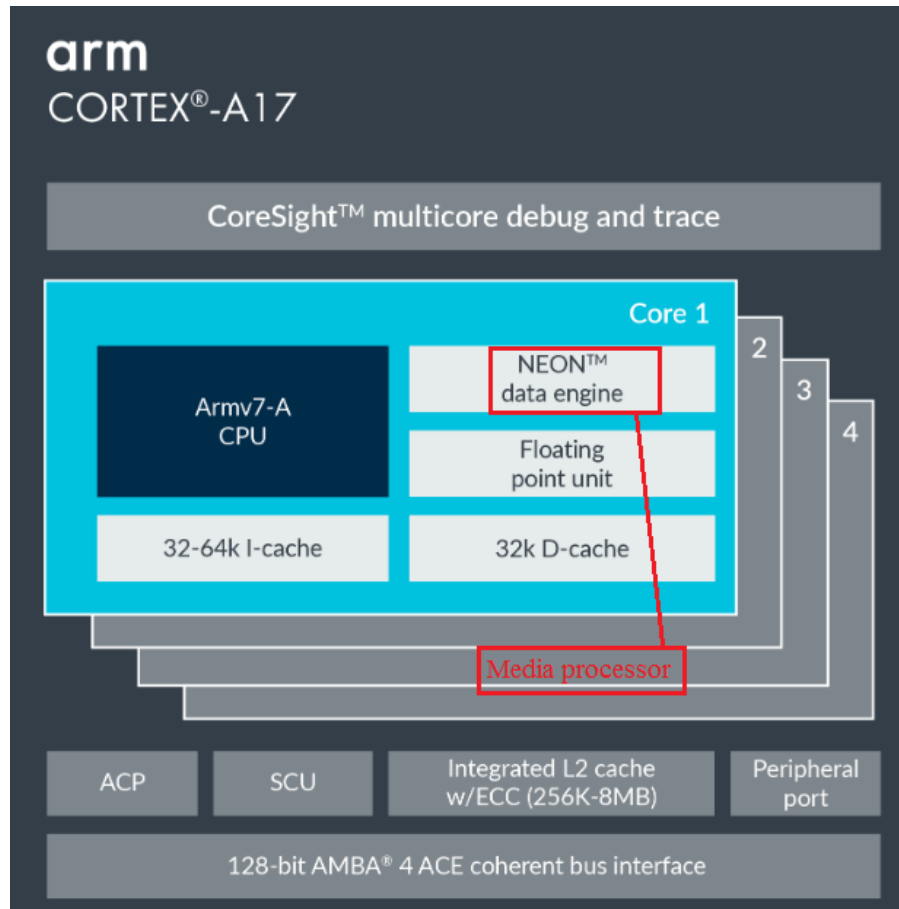 arm
CORTEX®-A17
CoreSight™ multicore debug and trace
Core 1
2
3
4
Armv7-A
CPU
NEON™
data engine
Floating
point unit
32-64k I-cache
32k D-cache
Media processor
ACP
SCU
Integrated L2 cache
w/ECC (256K-8MB)
Peripheral
port
128-bit AMBA® 4 ACE coherent bus interface